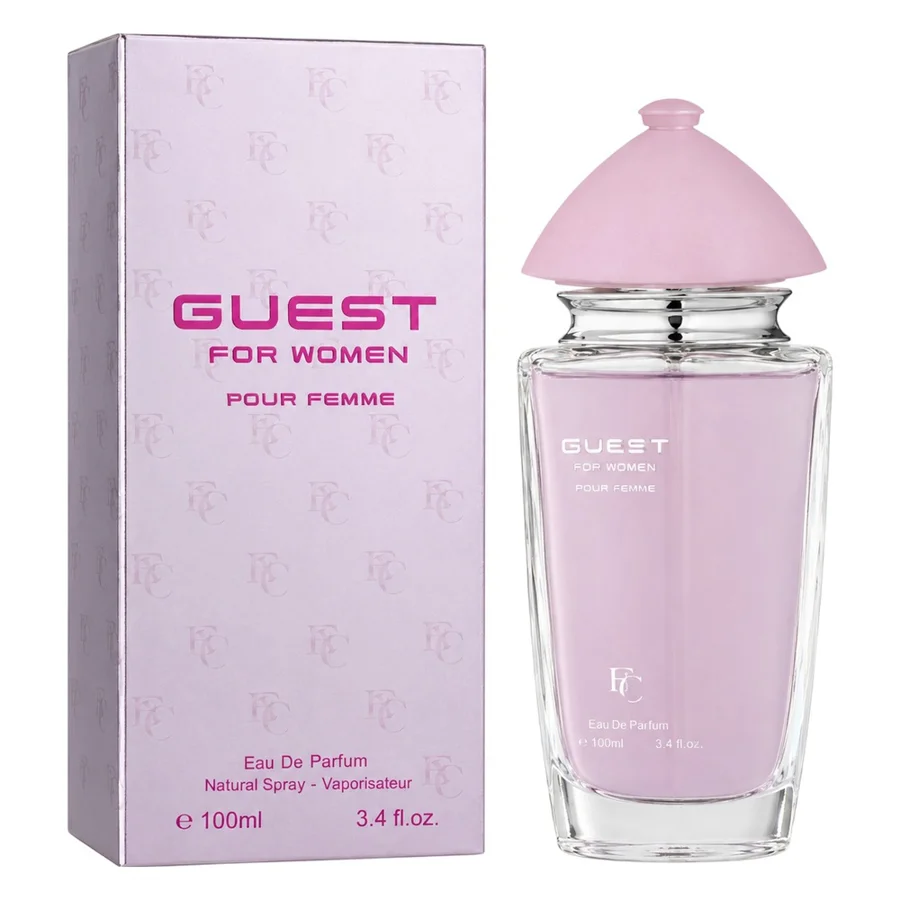 GUEST
FOR WOMEN
POUR FEMME
Eau De Parfum
Natural Spray - Vaporisateur
e 100ml 3.4 fl.oz.
GUEST
FOR WOMEN
POUR FEMME
FC
Eau De Parfum
e 100ml 3.4 fl.oz.